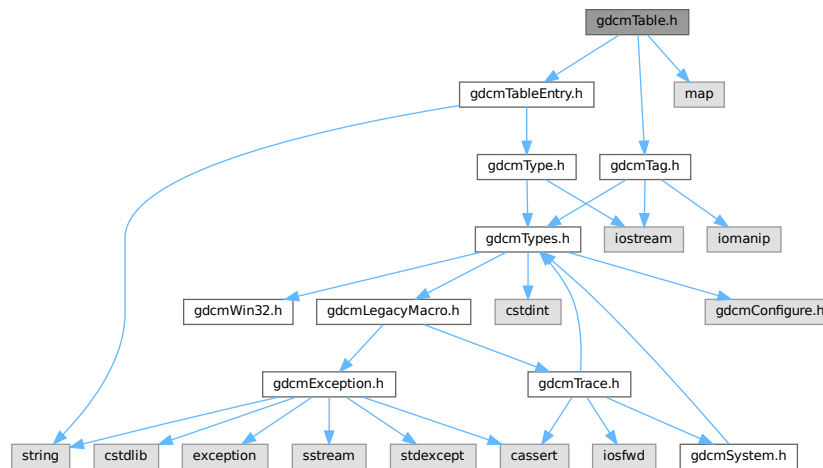 gdcmTable.h
gdcmTableEntry.h
map
gdcmType.h
gdcmTag.h
gdcmTypes.h
iostream
iomanip
gdcmWin32.h
gdcmLegacyMacro.h
cstdint
gdcmConfigure.h
gdcmException.h
gdcmTrace.h
string
cstdlib
exception
sstream
stdexcept
cassert
iosfwd
gdcmSystem.h